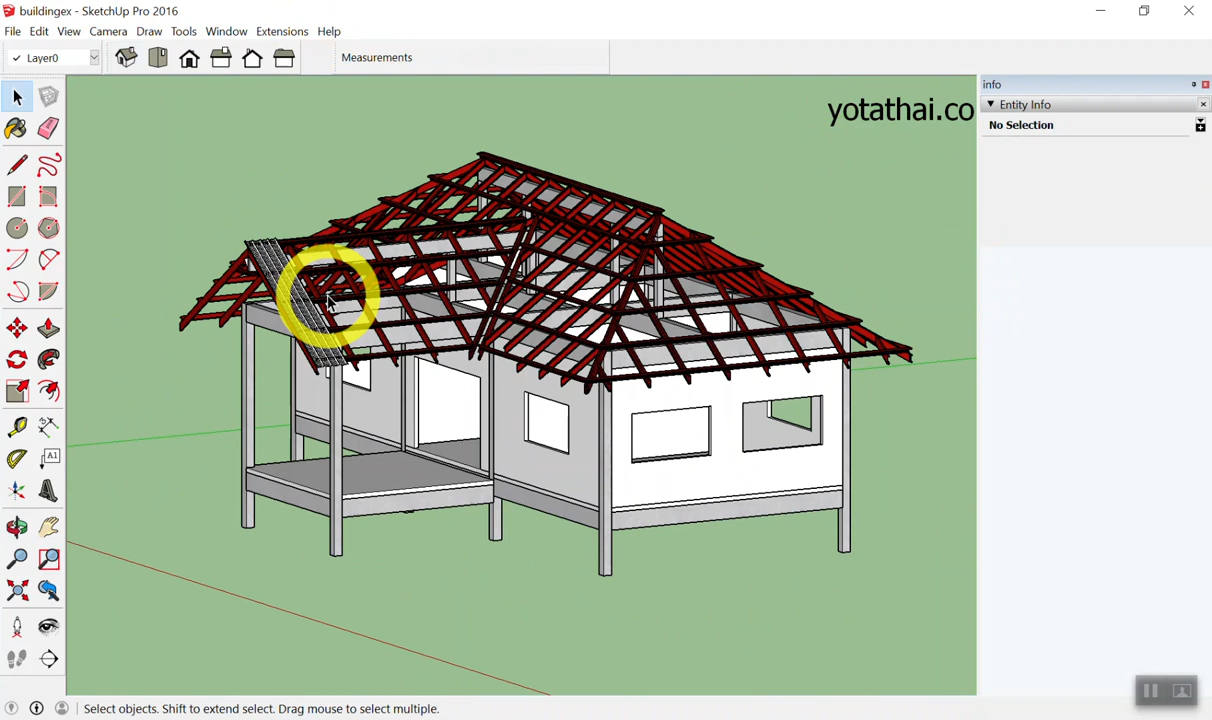 buildingex - SketchUp Pro 2016
File Edit View Camera Draw Tools Window Extensions Help
Layer0 Measurements
info
Entity Info
No Selection
yotathai.co
A1
Select objects. Shift to extend select. Drag mouse to select multiple.